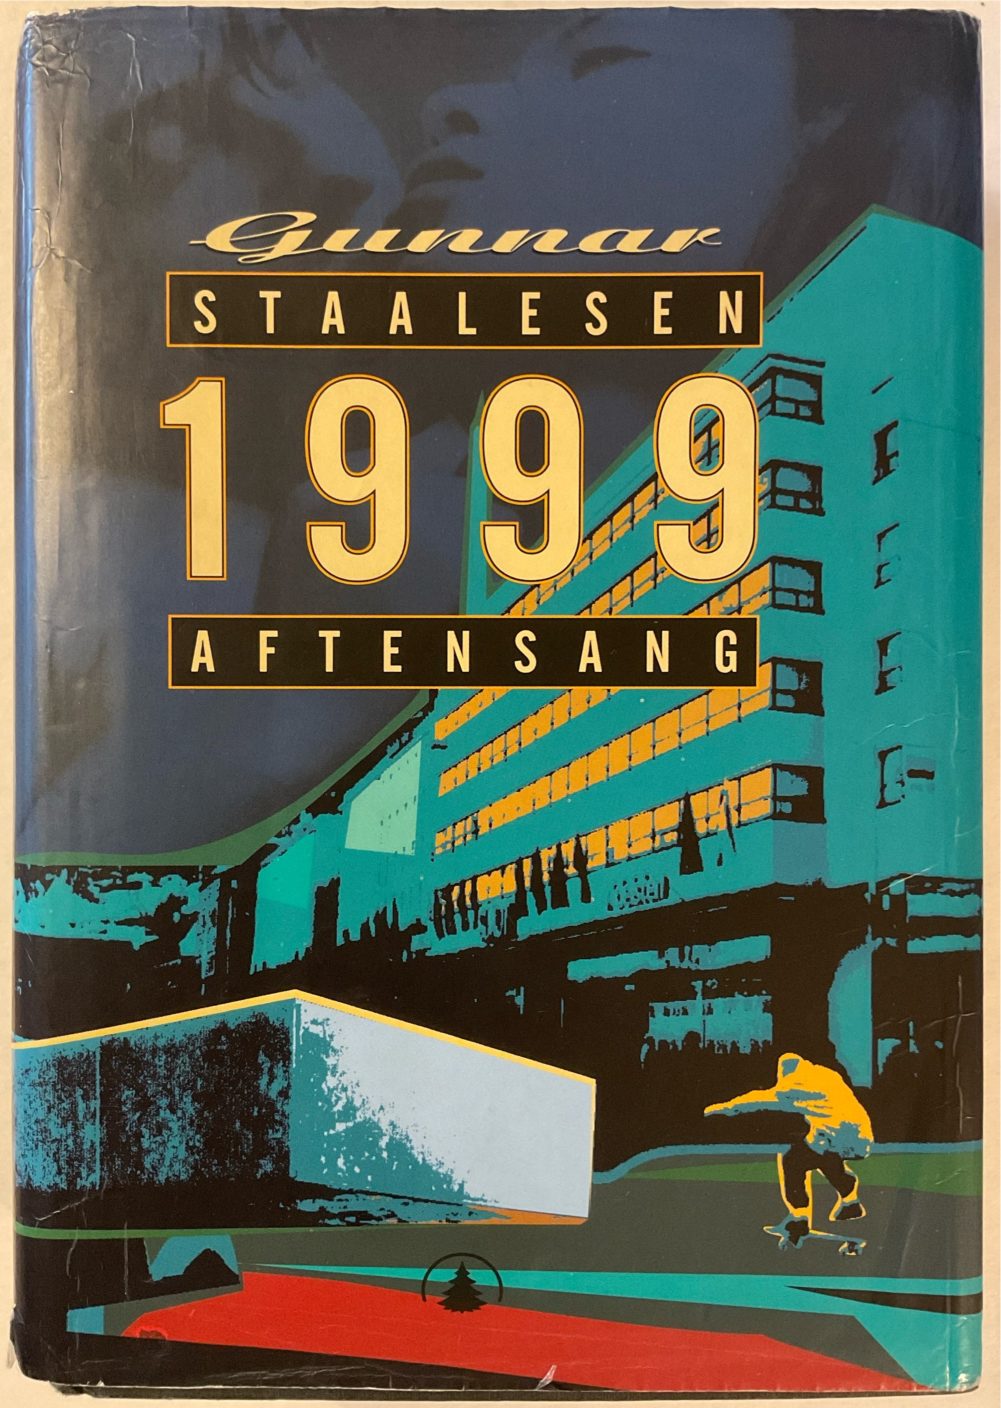 Gunnar
STAALESEN
1999
AFTENSANG